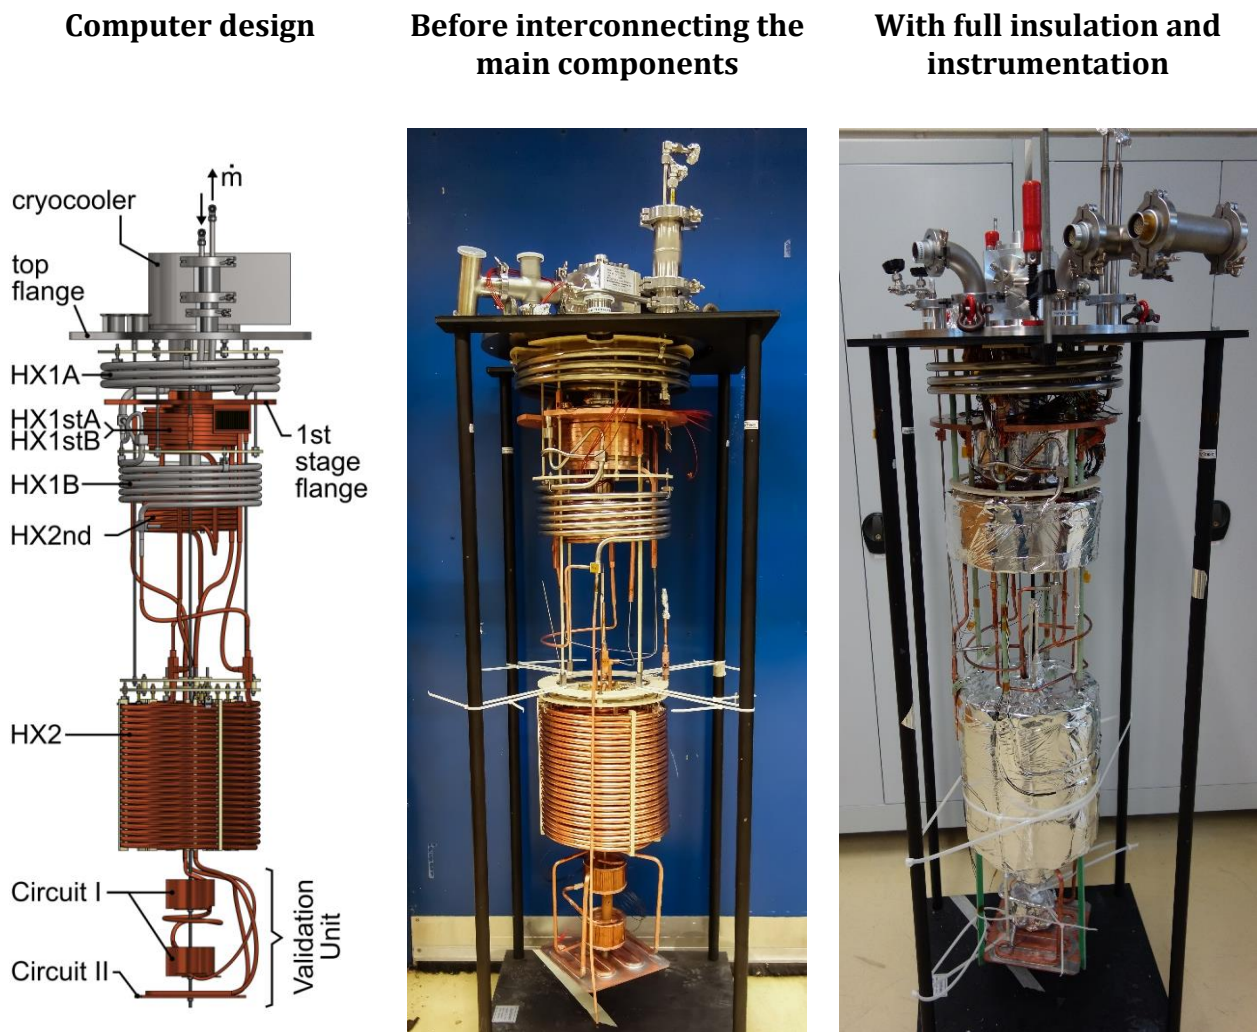 Computer design
Before interconnecting the
main components
With full insulation and
instrumentation
ṁ
cryocooler
top
flange
HX1A
HX1stA
HX1stB
1st
stage
flange
HX1B
HX2nd
HX2
Circuit I
Circuit II
Validation
Unit